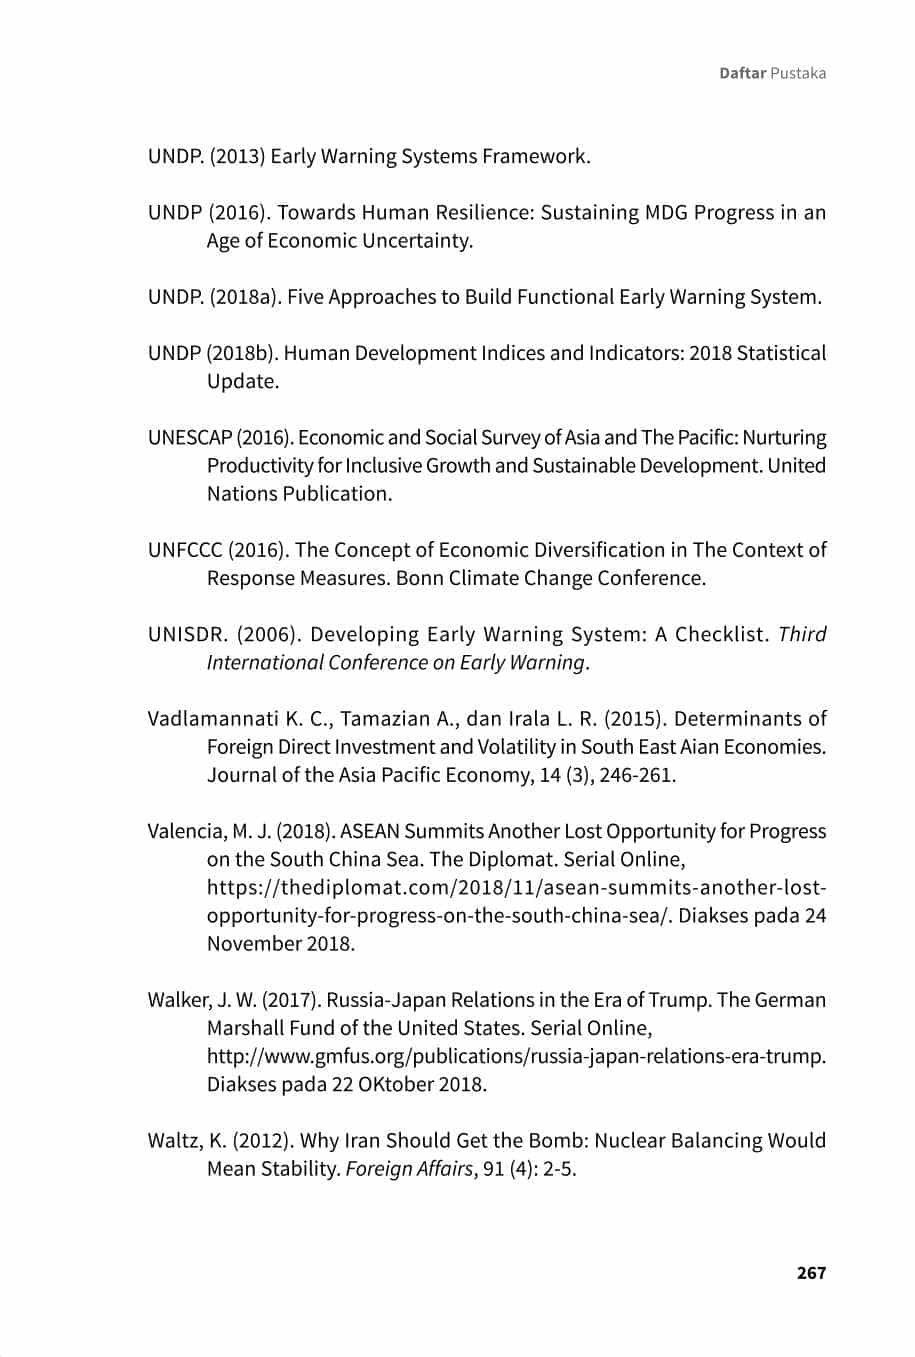 Daftar Pustaka
UNDP. (2013) Early Warning Systems Framework.
UNDP (2016). Towards Human Resilience: Sustaining MDG Progress in an
Age of Economic Uncertainty.
UNDP. (2018a). Five Approaches to Build Functional Early Warning System.
UNDP (2018b). Human Development Indices and Indicators: 2018 Statistical
Update.
UNESCAP (2016). Economic and Social Survey of Asia and The Pacific: Nurturing
Productivity for Inclusive Growth and Sustainable Development. United
Nations Publication.
UNFCCC (2016). The Concept of Economic Diversification in The Context of
Response Measures. Bonn Climate Change Conference.
UNISDR. (2006). Developing Early Warning System: A Checklist. Third
International Conference on Early Warning.
Vadlamannati K. C., Tamazian A., dan Irala L. R. (2015). Determinants of
Foreign Direct Investment and Volatility in South East Aian Economies.
Journal of the Asia Pacific Economy, 14 (3), 246-261.
Valencia, M. J. (2018). ASEAN Summits Another Lost Opportunity for Progress
on the South China Sea. The Diplomat. Serial Online,
https://thediplomat.com/2018/11/asean-summits-another-lost-
opportunity-for-progress-on-the-south-china-sea/. Diakses pada 24
November 2018.
Walker, J. W. (2017). Russia-Japan Relations in the Era of Trump. The German
Marshall Fund of the United States. Serial Online,
http://www.gmfus.org/publications/russia-japan-relations-era-trump.
Diakses pada 22 OKtober 2018.
Waltz, K. (2012). Why Iran Should Get the Bomb: Nuclear Balancing Would
Mean Stability. Foreign Affairs, 91 (4): 2-5.
267